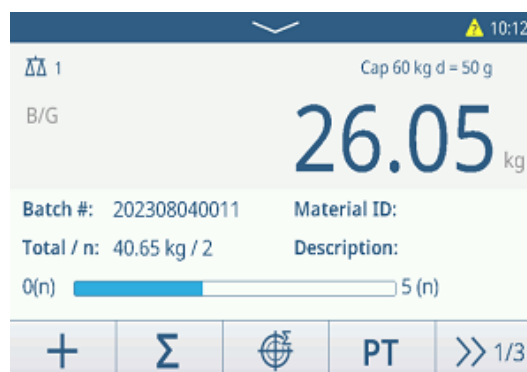 10:12
1
Cap 60 kg d = 50 g
B/G
26.05 kg
Batch #: 202308040011 Material ID:
Total / n: 40.65 kg / 2 Description:
0(n) 5 (n)
+ Σ Σ PT >> 1/3